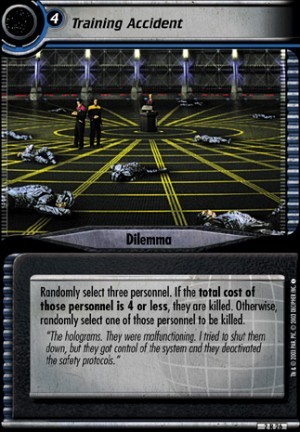 4 Training Accident
Dilemma
Randomly select three personnel. If the total cost of
those personnel is 4 or less, they are killed. Otherwise,
randomly select one personnel to be killed.
"The holograms. They were malfunctioning. I tried to shut them
down, but they got control of the system and they deactivated
the safety protocols."